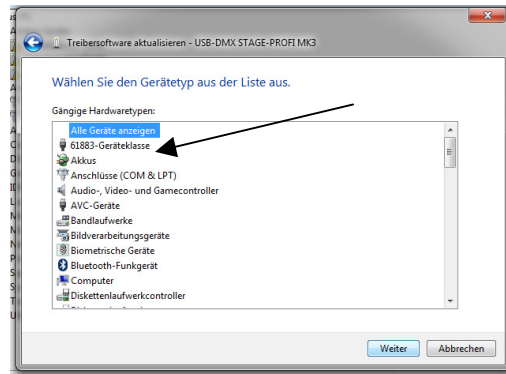 Treibersoftware aktualisieren - USB-DMX STAGE-PROFI MK3
Wählen Sie den Gerätetyp aus der Liste aus.
Gängige Hardwaretypen:
Alle Geräte anzeigen
61883-Geräteklasse
Akkus
Anschlüsse (COM & LPT)
Audio-, Video- und Gamecontroller
AVC-Geräte
Bandlaufwerke
Bildverarbeitungsgeräte
Biometrische Geräte
Bluetooth-Funkgerät
Computer
Diskettenlaufwerkcontroller
Weiter
Abbrechen